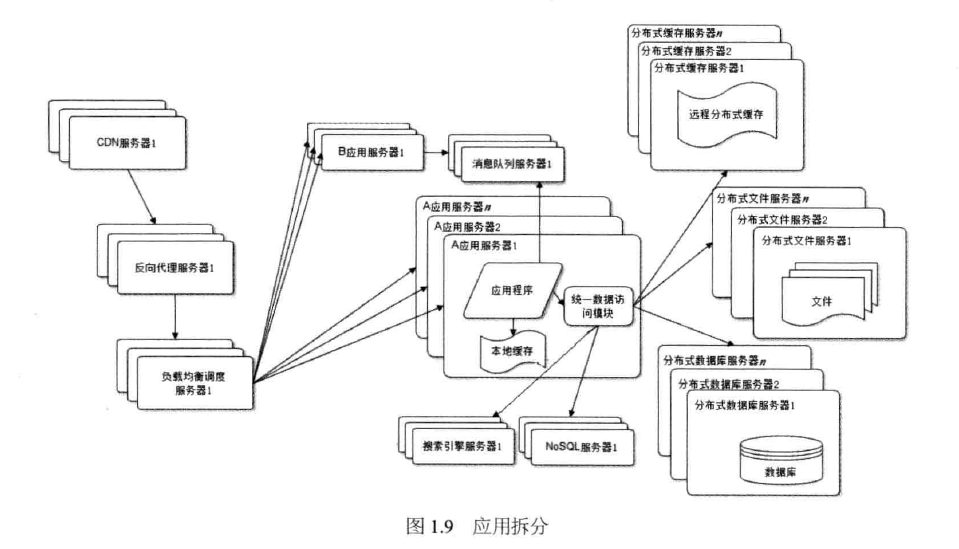 CDN服务器1
反向代理服务器1
负载均衡调度
服务器1
B应用服务器1
消息队列服务器1
A应用服务器n
A应用服务器2
A应用服务器1
应用程序
统一数据访
问模块
本地缓存
搜索引擎服务器1
NoSQL服务器1
分布式缓存服务器n
分布式缓存服务器2
分布式缓存服务器1
远程分布式缓存
分布式文件服务器n
分布式文件服务器2
分布式文件服务器1
文件
分布式数据库服务器n
分布式数据库服务器2
分布式数据库服务器1
数据库
图 1.9 应用拆分